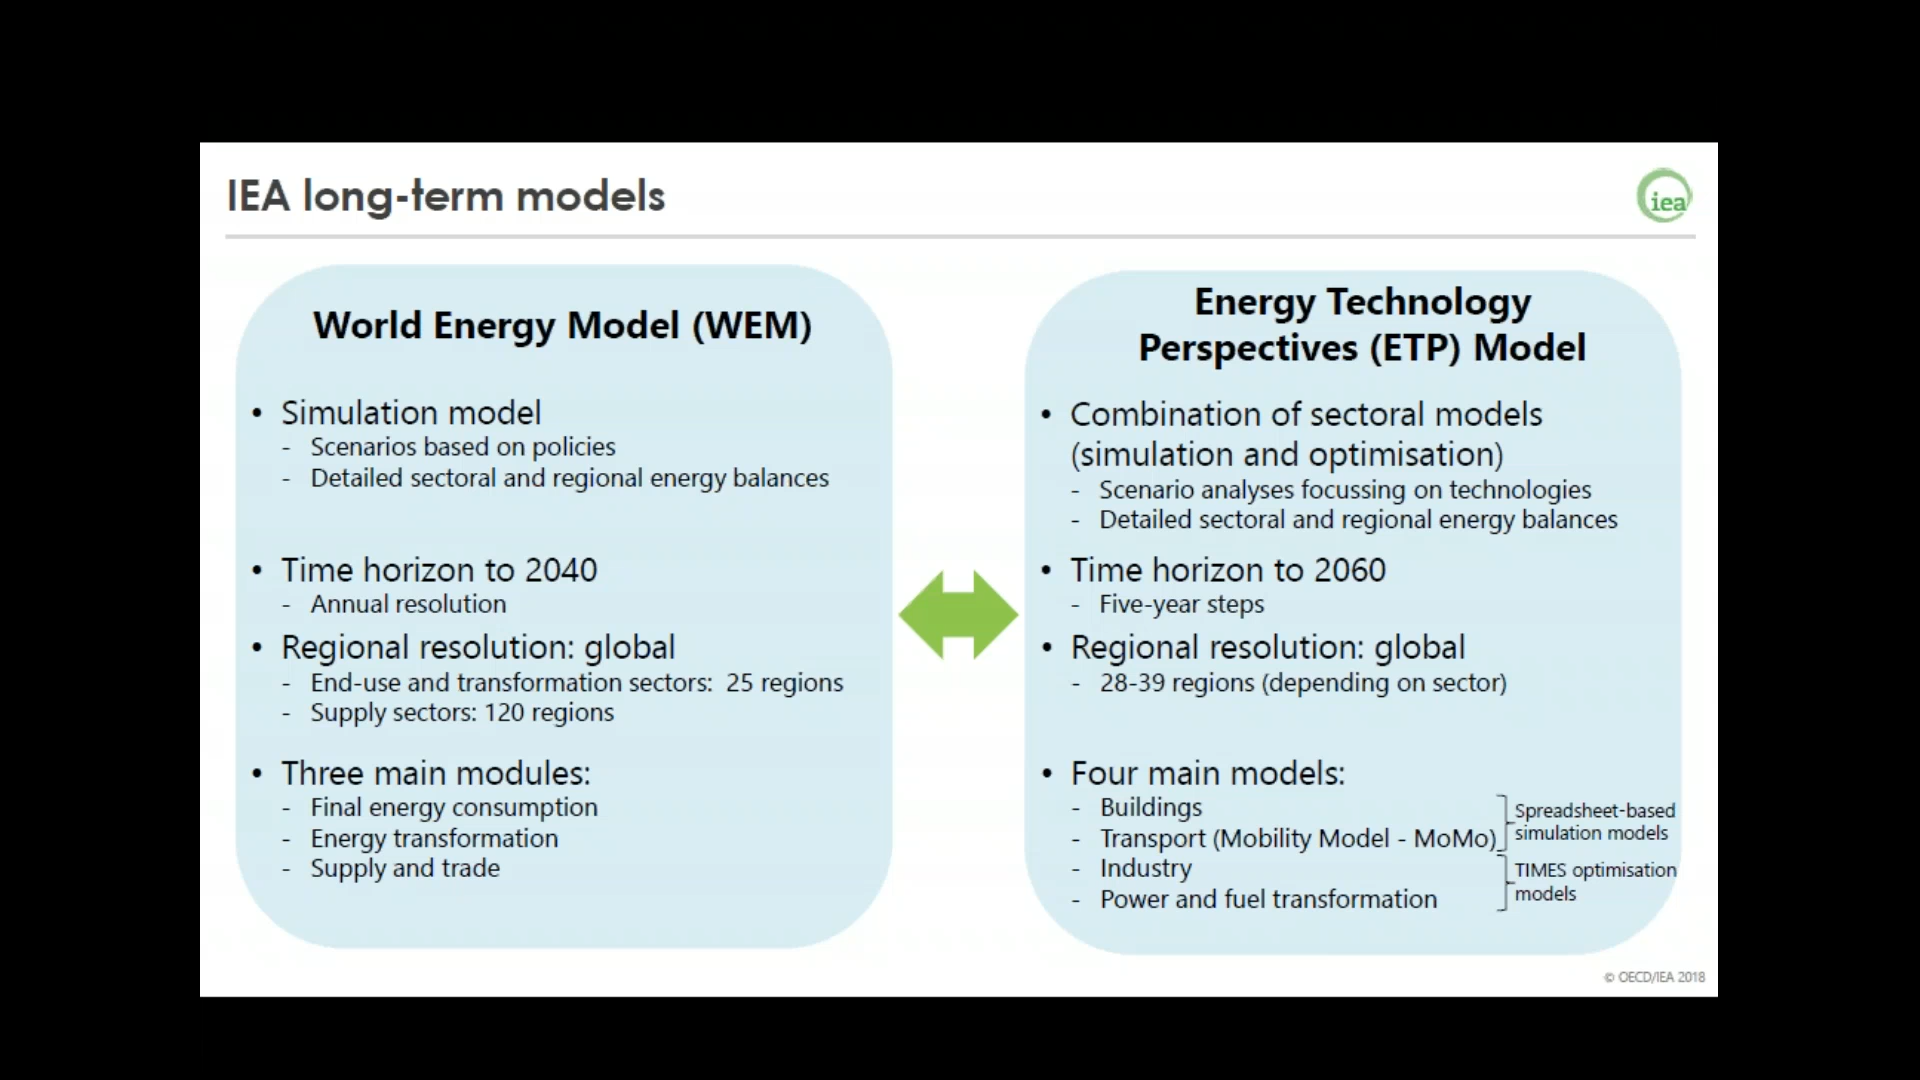 IEA long-term models
iea
World Energy Model (WEM)
• Simulation model
- Scenarios based on policies
- Detailed sectoral and regional energy balances
• Time horizon to 2040
- Annual resolution
• Regional resolution: global
- End-use and transformation sectors: 25 regions
- Supply sectors: 120 regions
• Three main modules:
- Final energy consumption
- Energy transformation
- Supply and trade
Energy Technology
Perspectives (ETP) Model
• Combination of sectoral models
(simulation and optimisation)
- Scenario analyses focussing on technologies
- Detailed sectoral and regional energy balances
• Time horizon to 2060
- Five-year steps
• Regional resolution: global
- 28-39 regions (depending on sector)
• Four main models:
- Buildings
- Transport (Mobility Model - MoMo)
- Industry
- Power and fuel transformation
Spreadsheet-based
simulation models
TIMES optimisation
models
© OECD/IEA 2018